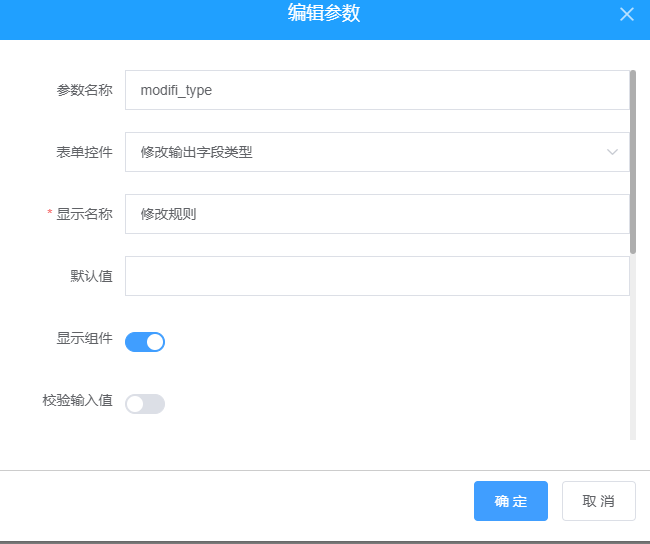 编辑参数
参数名称 modifi_type
表单控件 修改输出字段类型
* 显示名称 修改规则
默认值
显示组件
校验输入值
确 定 取 消